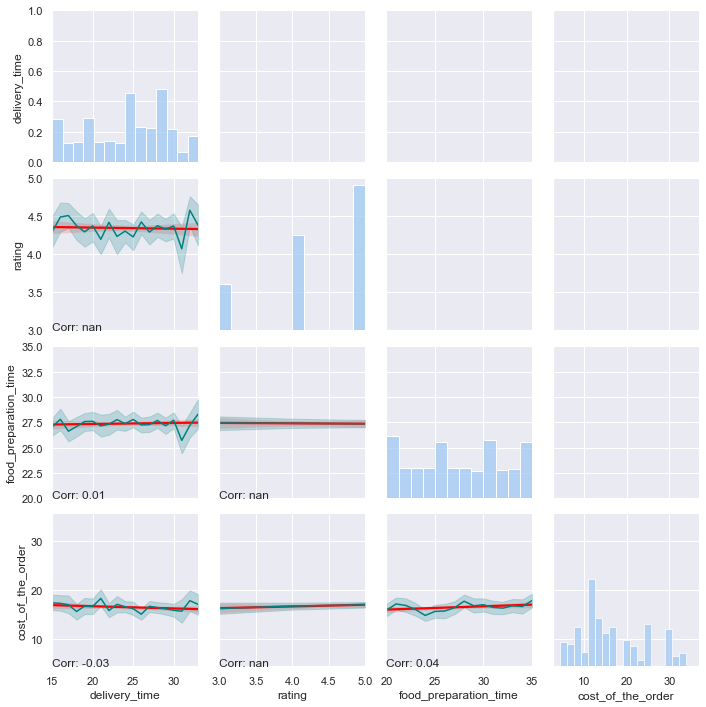 1.0
0.8
0.6
0.4
0.2
0.0
delivery_time
5.0
4.5
4.0
3.5
3.0
rating
Corr: nan
35.0
32.5
30.0
27.5
25.0
22.5
20.0
food_preparation_time
Corr: 0.01
Corr: nan
30
20
10
cost_of_the_order
Corr: -0.03
Corr: nan
Corr: 0.04
15 20 25 30
3.0 3.5 4.0 4.5 5.0
20 25 30 35
10 20 30
delivery_time
rating
food_preparation_time
cost_of_the_order